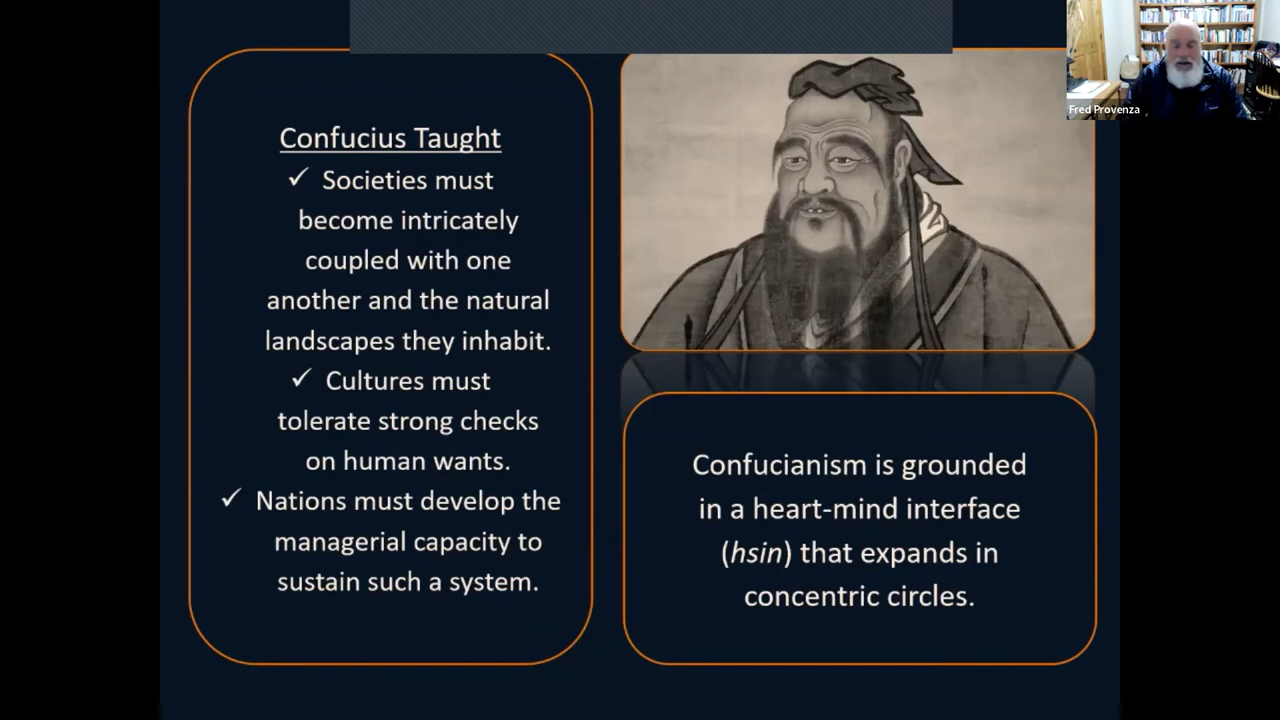 Confucius Taught
✓ Societies must
become intricately
coupled with one
another and the natural
landscapes they inhabit.
✓ Cultures must
tolerate strong checks
on human wants.
✓ Nations must develop the
managerial capacity to
sustain such a system.
Confucianism is grounded
in a heart-mind interface
(hsin) that expands in
concentric circles.
Fred Provenza